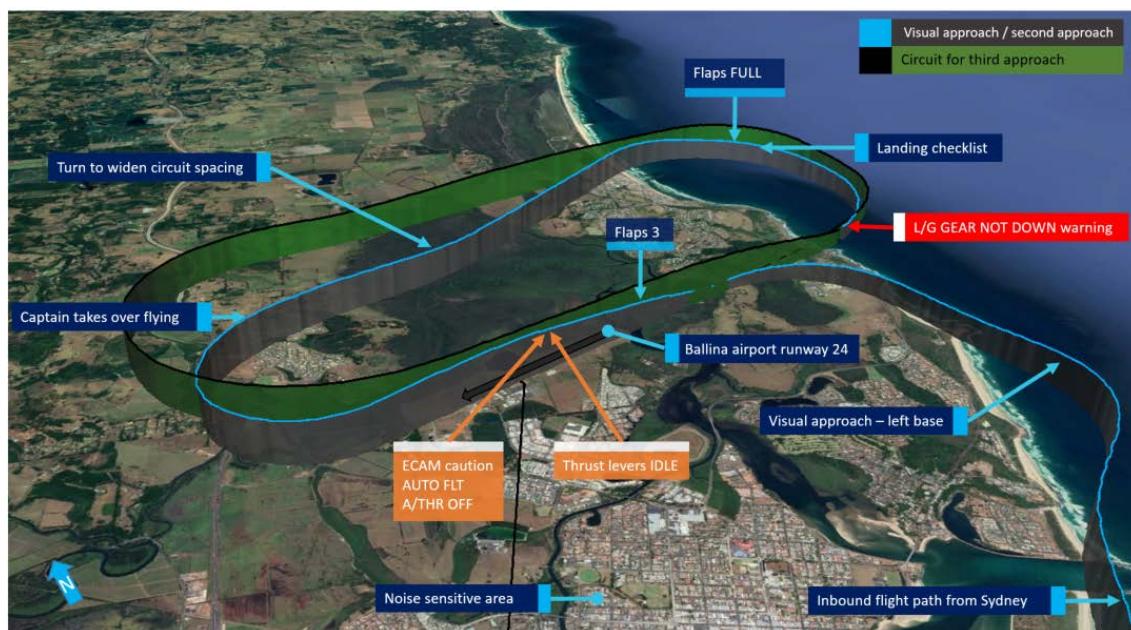 Visual approach / second approach
Circuit for third approach
Flaps FULL
Landing checklist
Turn to widen circuit spacing
Flaps 3
L/G GEAR NOT DOWN warning
Captain takes over flying
Ballina airport runway 24
Visual approach – left base
ECAM caution
AUTO FLT
A/THR OFF
Thrust levers IDLE
N
Noise sensitive area
Inbound flight path from Sydney